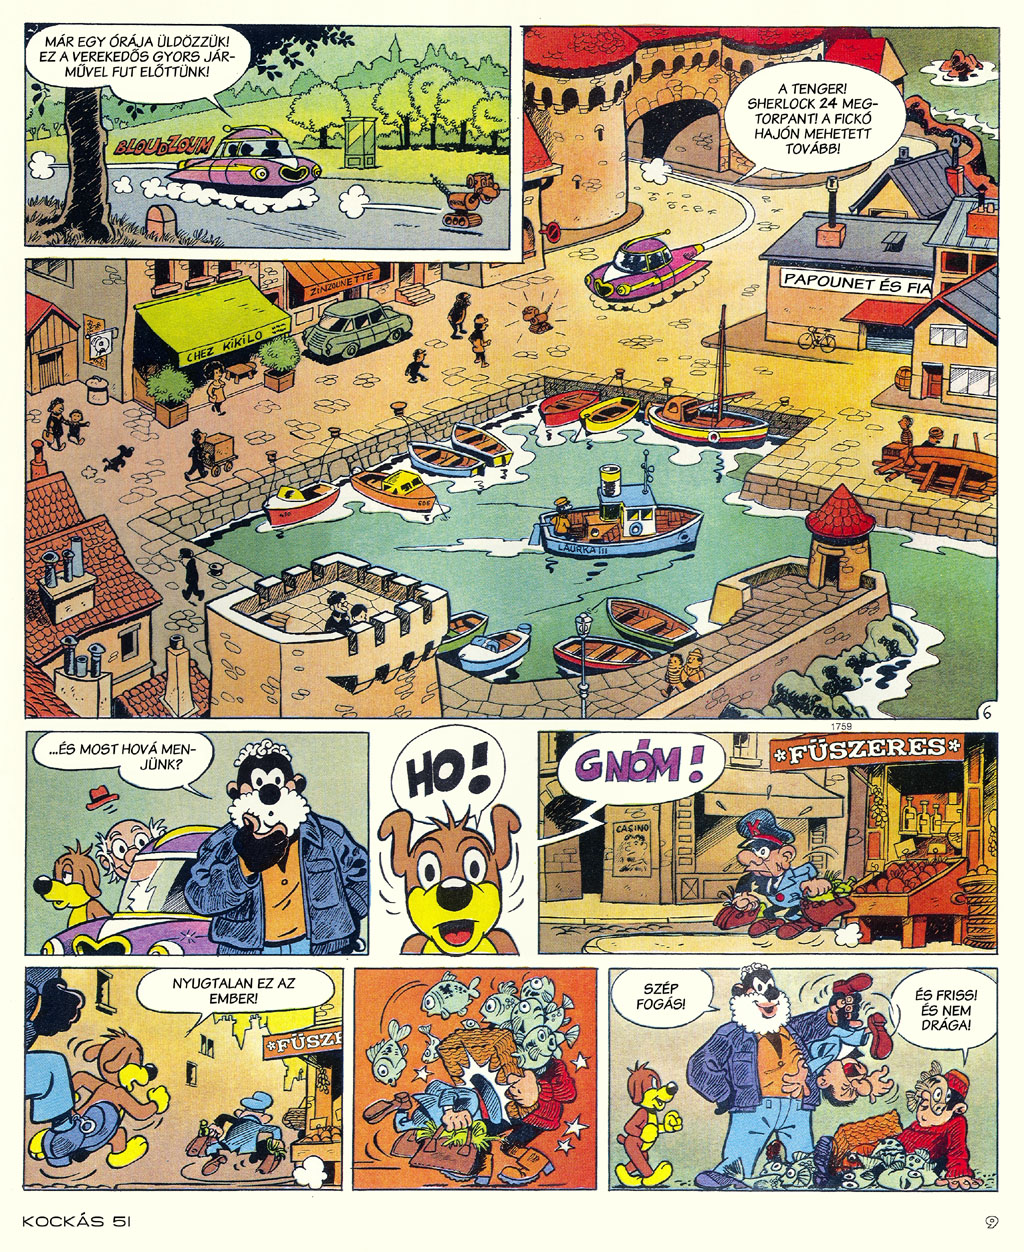 MÁR EGY ÓRÁJA ÜLDÖZZÜK!
EZ A VEREKEDŐS GYORS JÁR-
MŰVEL FUT ELŐTTÜNK!
BLOUDZOUM
A TENGER!
SHERLOCK 24 MEG-
TORPANT! A FICKÓ
HAJÓN MEHETETT
TOVÁBB!
ZINZOUNETTE
CHEZ KIKILO
PAPOUNET ÉS FIA
LAURKA III
6
1759
...ÉS MOST HOVÁ MEN-
JÜNK?
HO!
GNÓM!
*FŰSZERES*
CASINO
NYUGTALAN EZ AZ
EMBER!
*FŰSZE
SZÉP
FOGÁS!
ÉS FRISS!
ÉS NEM
DRÁGA!
KOCKÁS 51
9